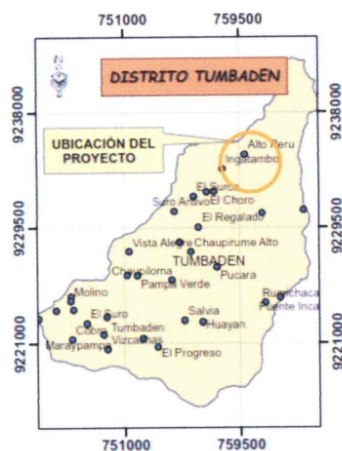 751000 759500
DISTRITO TUMBADEN
9238000 9238000
UBICACIÓN DEL
PROYECTO
Alto Peru
Ingatambo
El Surco
Suro Antivo El Choro
El Regalado
9229500 9229500
Vista Alegre Chaupirume Alto
TUMBADEN
Chaupiloma Pucara
Pampa Verde
Molino Rumichaca
Puente Inca
El Suro Salvia
Cobro Tumbaden Huayan
9221000 9221000
Maraypampa Vizcachas
El Progreso
751000 759500